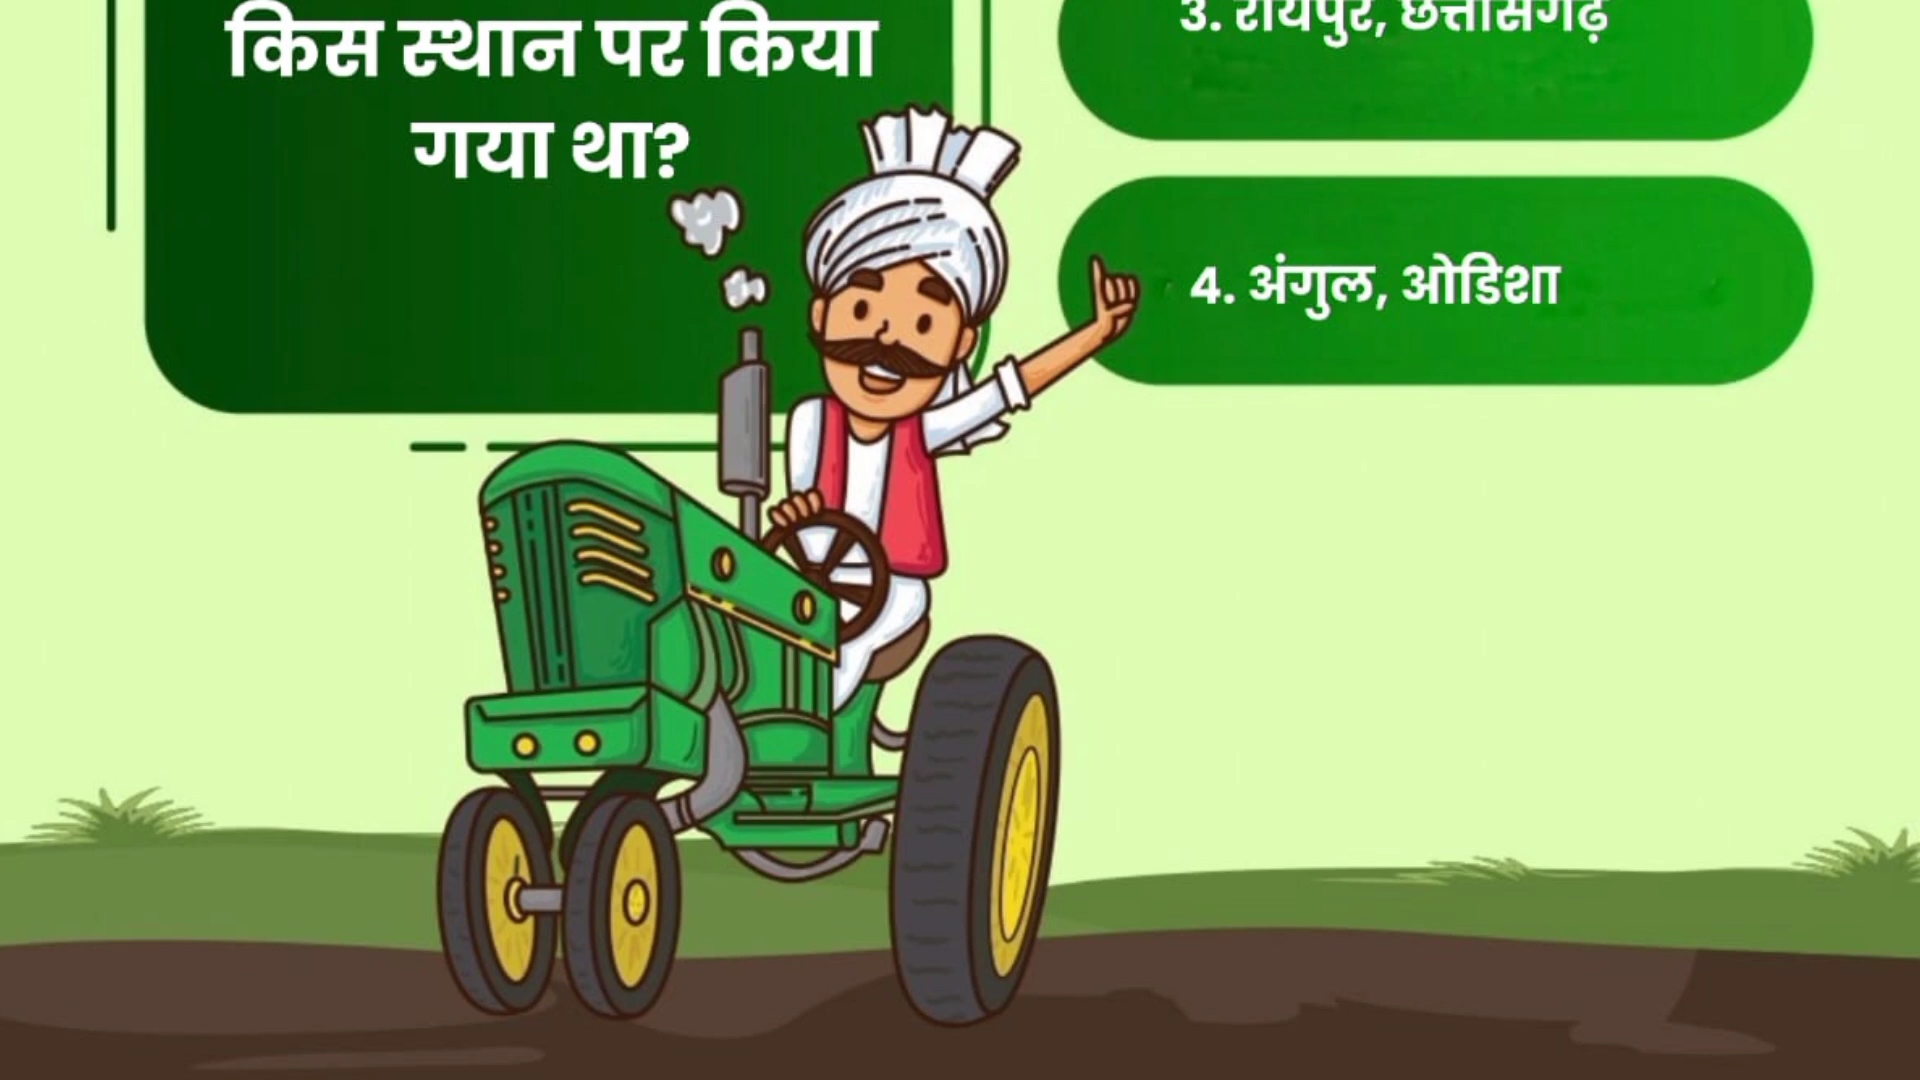 किस स्थान पर किया
गया था?
3. रायपुर, छत्तीसगढ़
4. अंगुल, ओडिशा